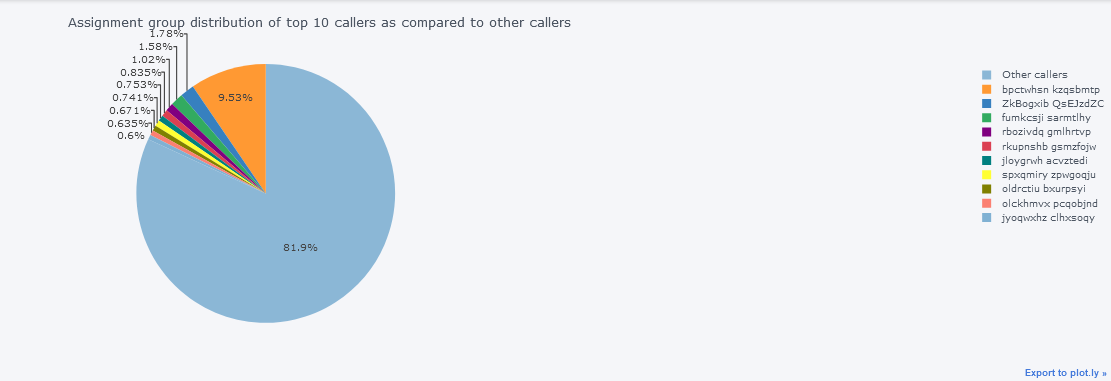 Assignment group distribution of top 10 callers as compared to other callers
1.78%
1.58%
1.02%
0.835%
0.753%
0.741%
0.671%
0.635%
0.6%
9.53%
81.9%
Other callers
bpctwhsn kzqsbmtp
ZkBogxib QsEJzdZC
fumkcsji sarmtlhy
rbozivdq gmlhrtvp
rkupnshb gsmzfojw
jloygrwh acvztedi
spxqmiry zpwgoqju
oldrctiu bxurpsyi
olckhmvx pcqobjnd
jyoqwxhz clhxsoqy
Export to plot.ly »